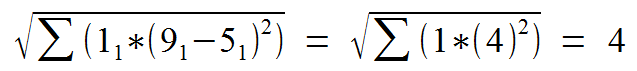 √∑(1₁*(9₁−5₁)²) = √∑(1*(4)²) = 4